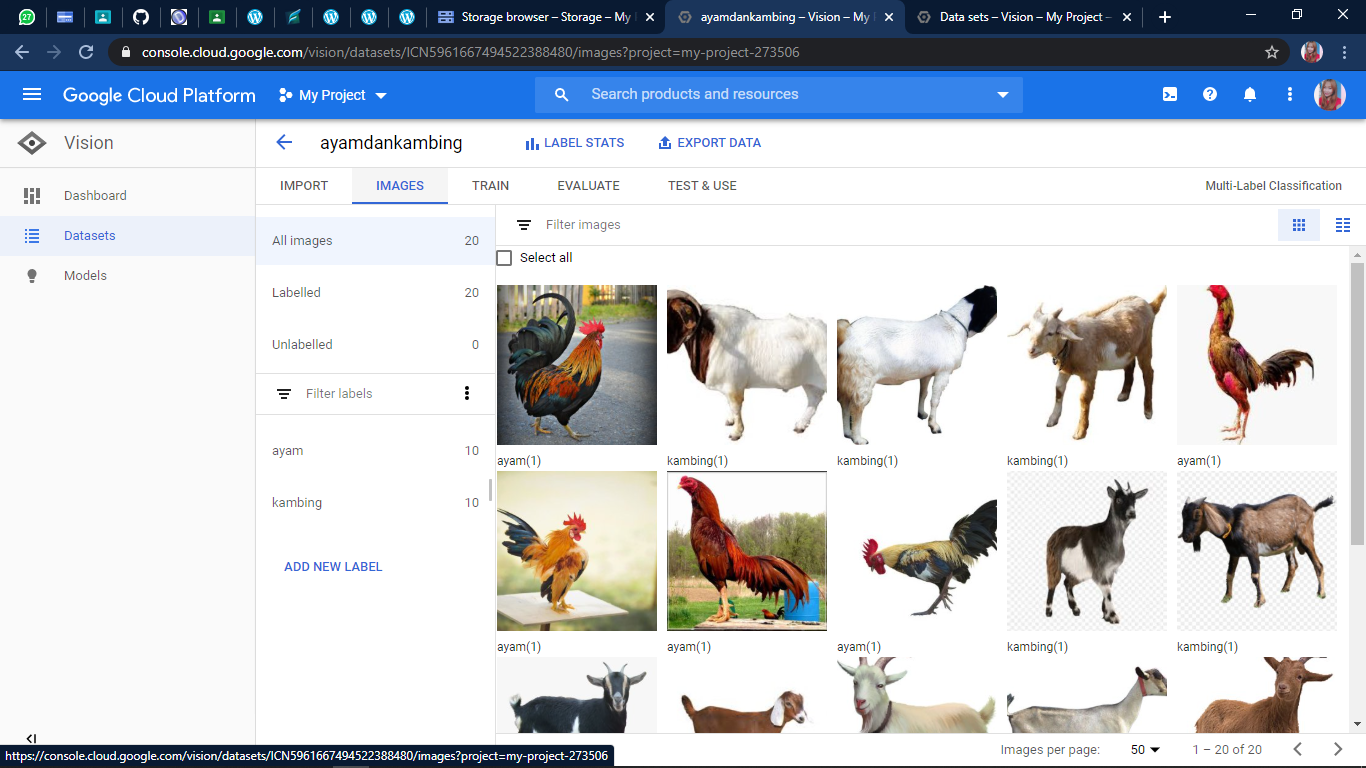 27
Storage browser – Storage – My
ayamdankambing – Vision – My
Data sets – Vision – My Project –
console.cloud.google.com/vision/datasets/ICN5961667494522388480/images?project=my-project-273506
Google Cloud Platform
My Project
Search products and resources
Vision
ayamdankambing
LABEL STATS
EXPORT DATA
Dashboard
Datasets
Models
IMPORT
IMAGES
TRAIN
EVALUATE
TEST & USE
Multi-Label Classification
All images 20
Labelled 20
Unlabelled 0
Filter labels
ayam 10
kambing 10
ADD NEW LABEL
Filter images
Select all
ayam(1)
kambing(1)
kambing(1)
kambing(1)
ayam(1)
ayam(1)
ayam(1)
ayam(1)
kambing(1)
kambing(1)
Images per page: 50 1 – 20 of 20
https://console.cloud.google.com/vision/datasets/ICN5961667494522388480/images?project=my-project-273506